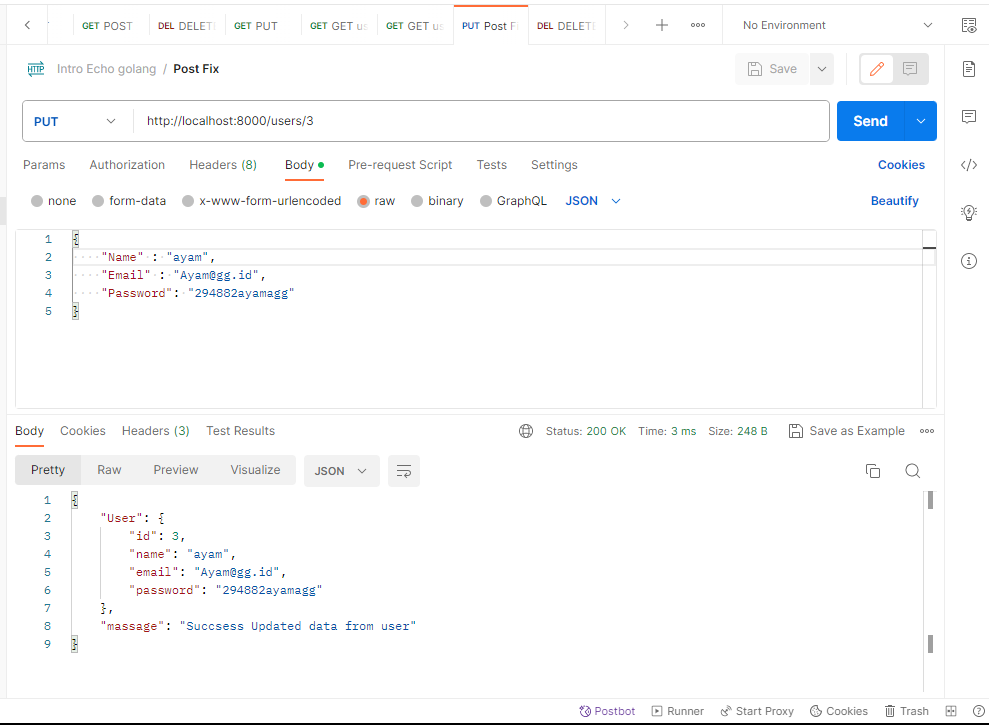 GET POST DEL DELET GET PUT GET GET us GET GET us PUT Post Fi DEL DELETE No Environment
HTTP Intro Echo golang / Post Fix Save
PUT http://localhost:8000/users/3 Send
Params Authorization Headers (8) Body Pre-request Script Tests Settings Cookies
none form-data x-www-form-urlencoded raw binary GraphQL JSON Beautify
1 {
2 "Name" : "ayam",
3 "Email" : "Ayam@gg.id",
4 "Password": "294882ayamagg"
5 }
Body Cookies Headers (3) Test Results Status: 200 OK Time: 3 ms Size: 248 B Save as Example
Pretty Raw Preview Visualize JSON
1 {
2 "User": {
3 "id": 3,
4 "name": "ayam",
5 "email": "Ayam@gg.id",
6 "password": "294882ayamagg"
7 },
8 "massage": "Succsess Updated data from user"
9 }
Postbot Runner Start Proxy Cookies Trash